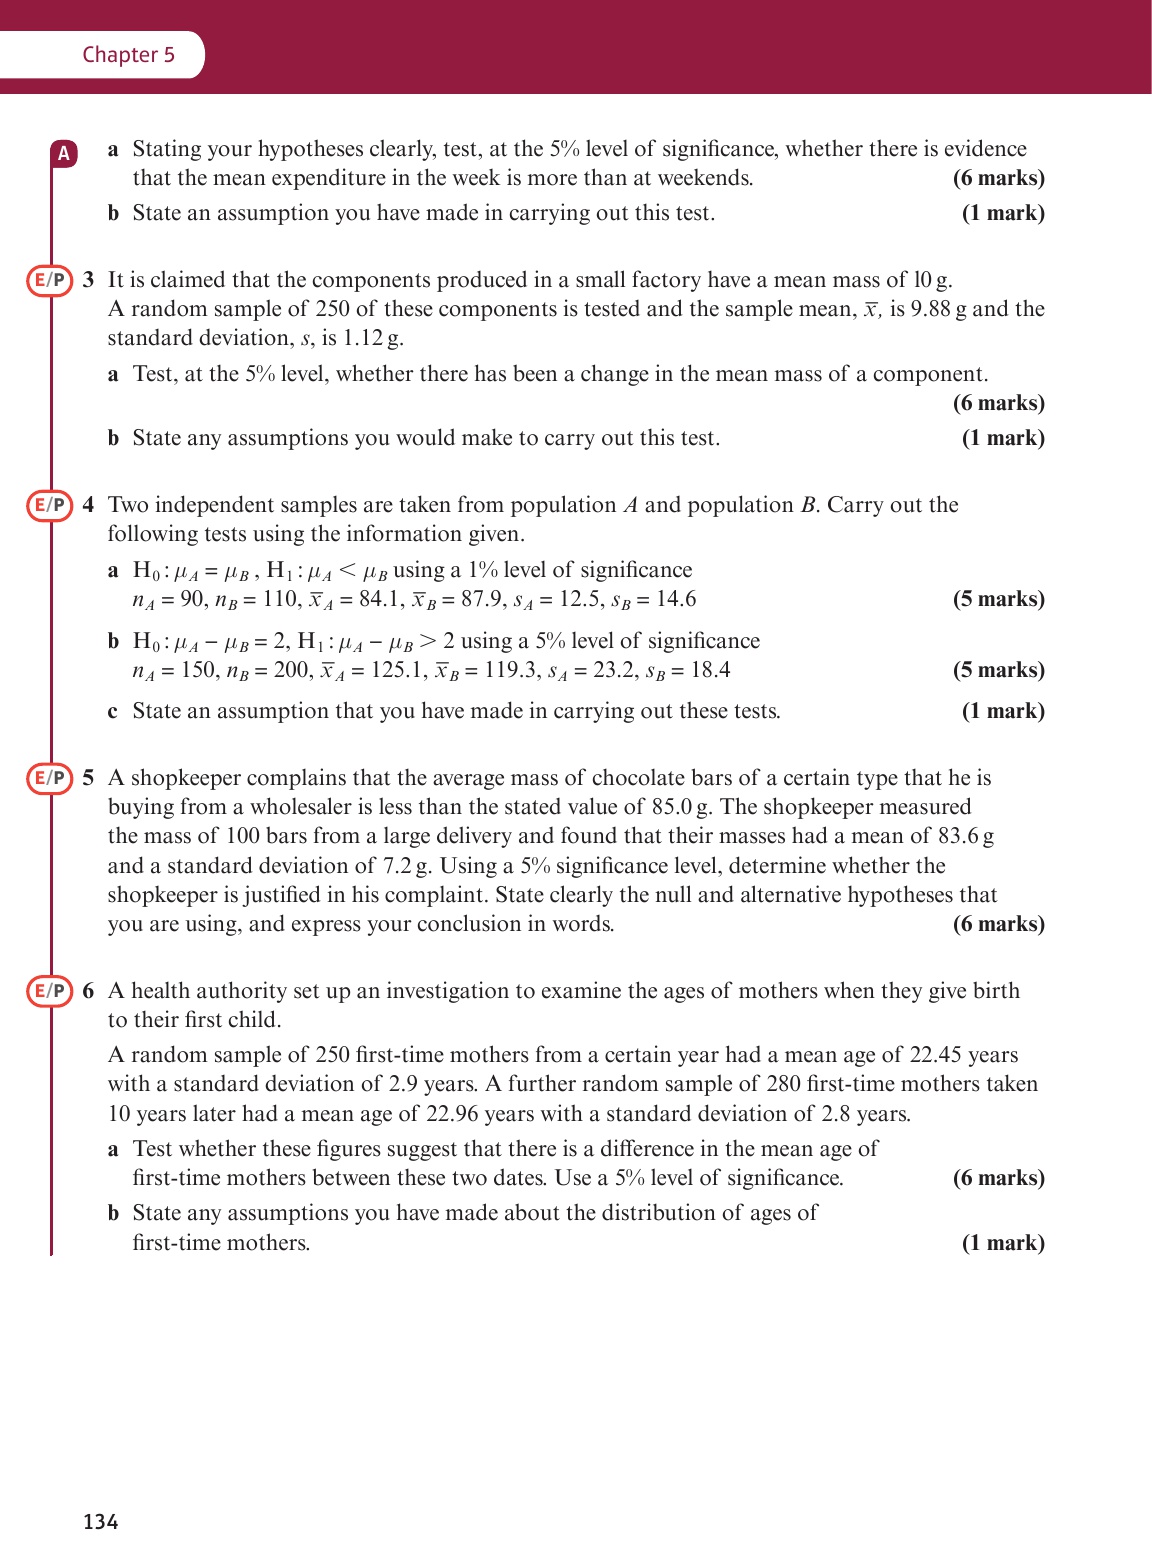 Chapter 5
A
a Stating your hypotheses clearly, test, at the 5% level of significance, whether there is evidence
that the mean expenditure in the week is more than at weekends. (6 marks)
b State an assumption you have made in carrying out this test. (1 mark)
E/P 3 It is claimed that the components produced in a small factory have a mean mass of l0 g.
A random sample of 250 of these components is tested and the sample mean, x̅, is 9.88 g and the
standard deviation, s, is 1.12 g.
a Test, at the 5% level, whether there has been a change in the mean mass of a component.
(6 marks)
b State any assumptions you would make to carry out this test. (1 mark)
E/P 4 Two independent samples are taken from population A and population B. Carry out the
following tests using the information given.
a H₀ : μ_A = μ_B , H₁ : μ_A < μ_B using a 1% level of significance
n_A = 90, n_B = 110, x̅_A = 84.1, x̅_B = 87.9, s_A = 12.5, s_B = 14.6 (5 marks)
b H₀ : μ_A − μ_B = 2, H₁ : μ_A − μ_B > 2 using a 5% level of significance
n_A = 150, n_B = 200, x̅_A = 125.1, x̅_B = 119.3, s_A = 23.2, s_B = 18.4 (5 marks)
c State an assumption that you have made in carrying out these tests. (1 mark)
E/P 5 A shopkeeper complains that the average mass of chocolate bars of a certain type that he is
buying from a wholesaler is less than the stated value of 85.0 g. The shopkeeper measured
the mass of 100 bars from a large delivery and found that their masses had a mean of 83.6 g
and a standard deviation of 7.2 g. Using a 5% significance level, determine whether the
shopkeeper is justified in his complaint. State clearly the null and alternative hypotheses that
you are using, and express your conclusion in words. (6 marks)
E/P 6 A health authority set up an investigation to examine the ages of mothers when they give birth
to their first child.
A random sample of 250 first-time mothers from a certain year had a mean age of 22.45 years
with a standard deviation of 2.9 years. A further random sample of 280 first-time mothers taken
10 years later had a mean age of 22.96 years with a standard deviation of 2.8 years.
a Test whether these figures suggest that there is a difference in the mean age of
first-time mothers between these two dates. Use a 5% level of significance. (6 marks)
b State any assumptions you have made about the distribution of ages of
first-time mothers. (1 mark)
134